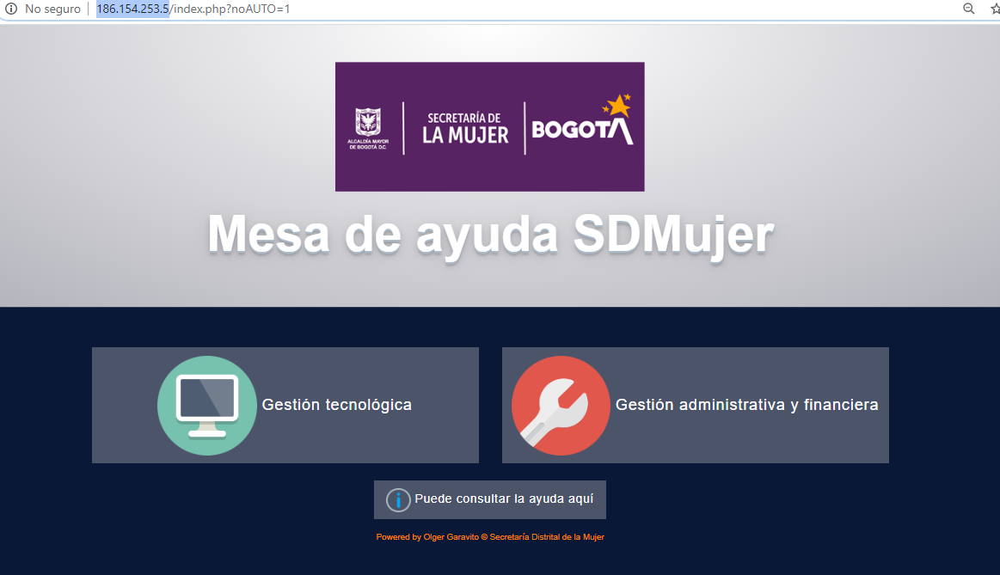 No seguro
186.154.253.5/index.php?noAUTO=1
ALCALDÍA MAYOR
DE BOGOTÁ D.C.
SECRETARÍA DE
LA MUJER
BOGOTÁ
Mesa de ayuda SDMujer
Gestión tecnológica
Gestión administrativa y financiera
Puede consultar la ayuda aquí
Powered by Olger Garavito © Secretaría Distrital de la Mujer